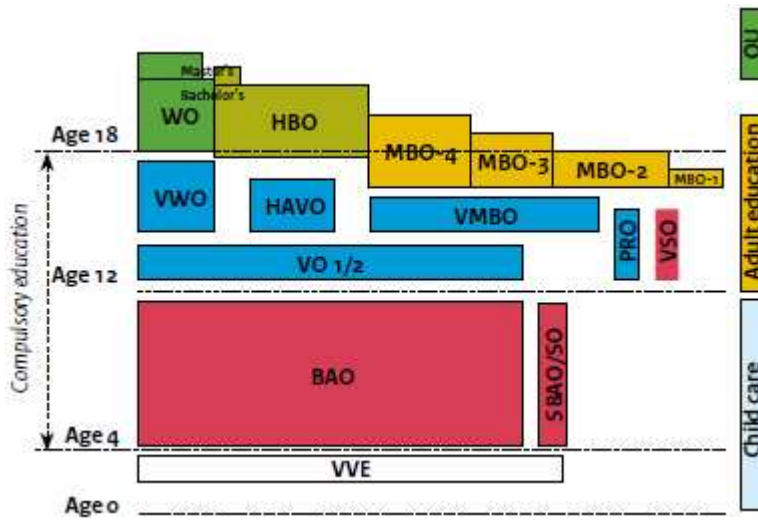 OU
Master's
Bachelor's
WO
HBO
Age 18
MBO-4
MBO-3
MBO-2
MBO-1
Adult education
VWO
HAVO
VMBO
PRO
VSO
VO 1/2
Age 12
Compulsory education
BAO
SBAO/SO
Child care
Age 4
VVE
Age 0